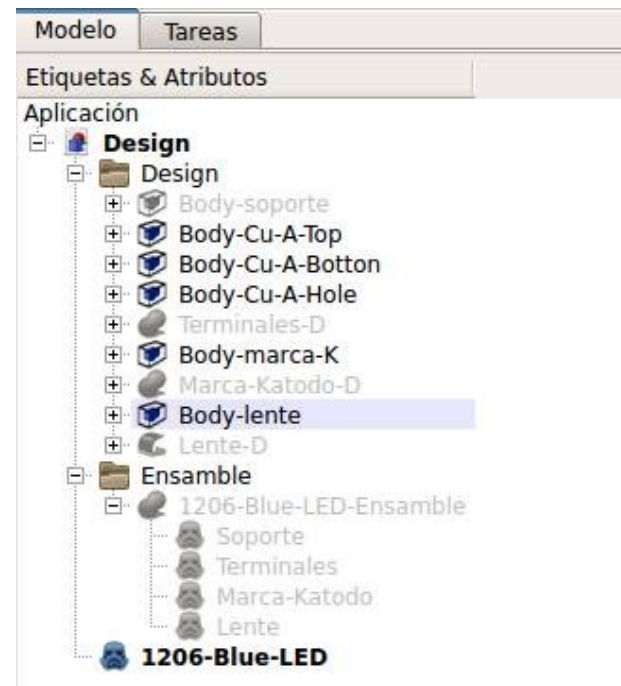 Modelo Tareas
Etiquetas & Atributos
Aplicación
Design
Design
Body-soporte
Body-Cu-A-Top
Body-Cu-A-Botton
Body-Cu-A-Hole
Terminales-D
Body-marca-K
Marca-Katodo-D
Body-lente
Lente-D
Ensamble
1206-Blue-LED-Ensamble
Soporte
Terminales
Marca-Katodo
Lente
1206-Blue-LED